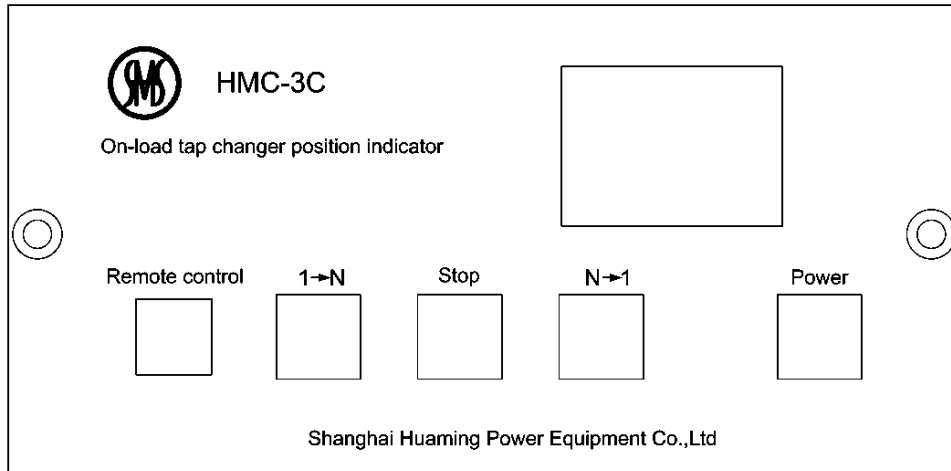 SMS
HMC-3C
On-load tap changer position indicator
Remote control
1→N
Stop
N→1
Power
Shanghai Huaming Power Equipment Co.,Ltd